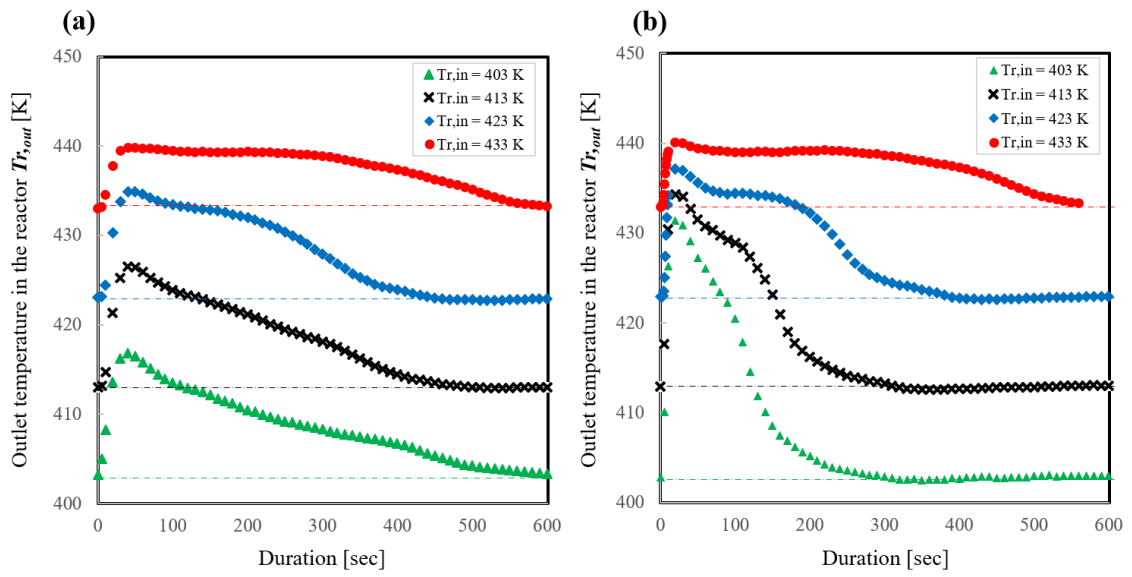 (a)
Outlet temperature in the reactor Tr,out [K]
450
440
430
420
410
400
Tr,in = 403 K
Tr.in = 413 K
Tr,in = 423 K
Tr,in = 433 K
0 100 200 300 400 500 600
Duration [sec]
(b)
Outlet temperature in the reactor Tr,out [K]
450
440
430
420
410
400
Tr,in = 403 K
Tr.in = 413 K
Tr,in = 423 K
Tr,in = 433 K
0 100 200 300 400 500 600
Duration [sec]